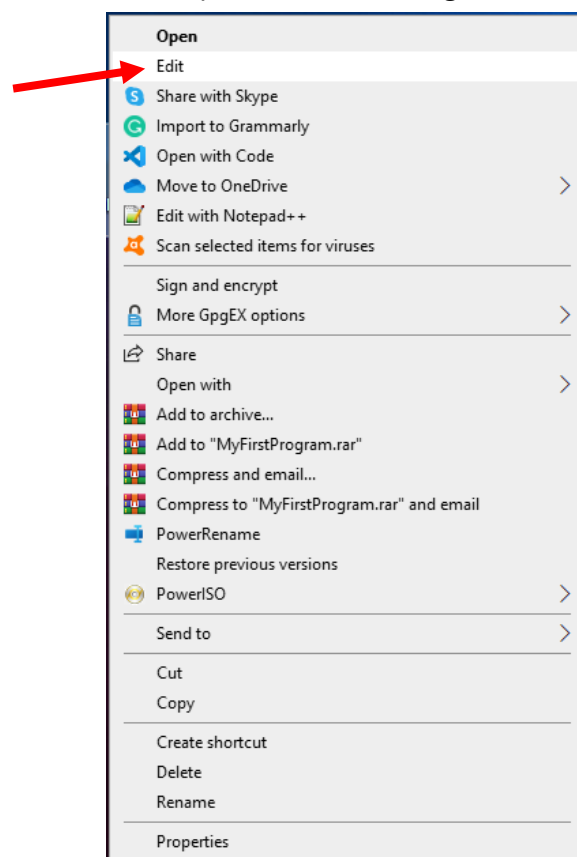 Open
Edit
Share with Skype
Import to Grammarly
Open with Code
Move to OneDrive
Edit with Notepad++
Scan selected items for viruses
Sign and encrypt
More GpgEX options
Share
Open with
Add to archive...
Add to "MyFirstProgram.rar"
Compress and email...
Compress to "MyFirstProgram.rar" and email
PowerRename
Restore previous versions
PowerISO
Send to
Cut
Copy
Create shortcut
Delete
Rename
Properties